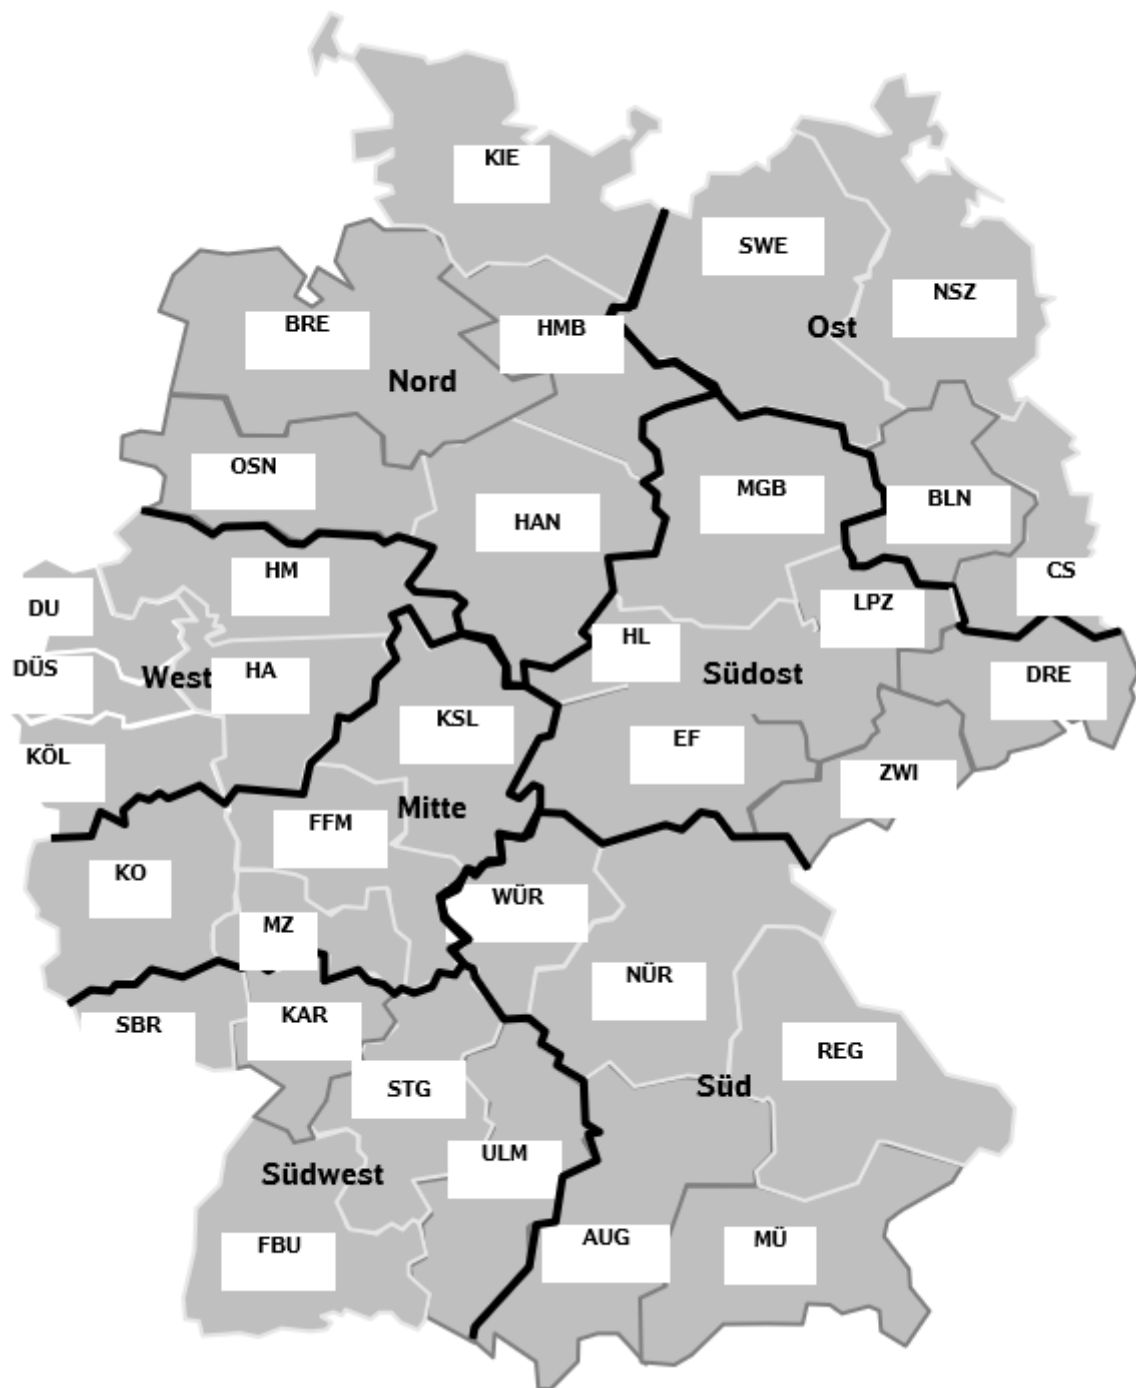 KIE
SWE
NSZ
BRE
HMB
Ost
Nord
OSN
MGB
BLN
HAN
HM
CS
DU
LPZ
HL
DÜS
West
HA
Südost
DRE
KSL
EF
KÖL
ZWI
Mitte
FFM
KO
WÜR
MZ
NÜR
SBR
KAR
REG
STG
Süd
ULM
Südwest
FBU
AUG
MÜ